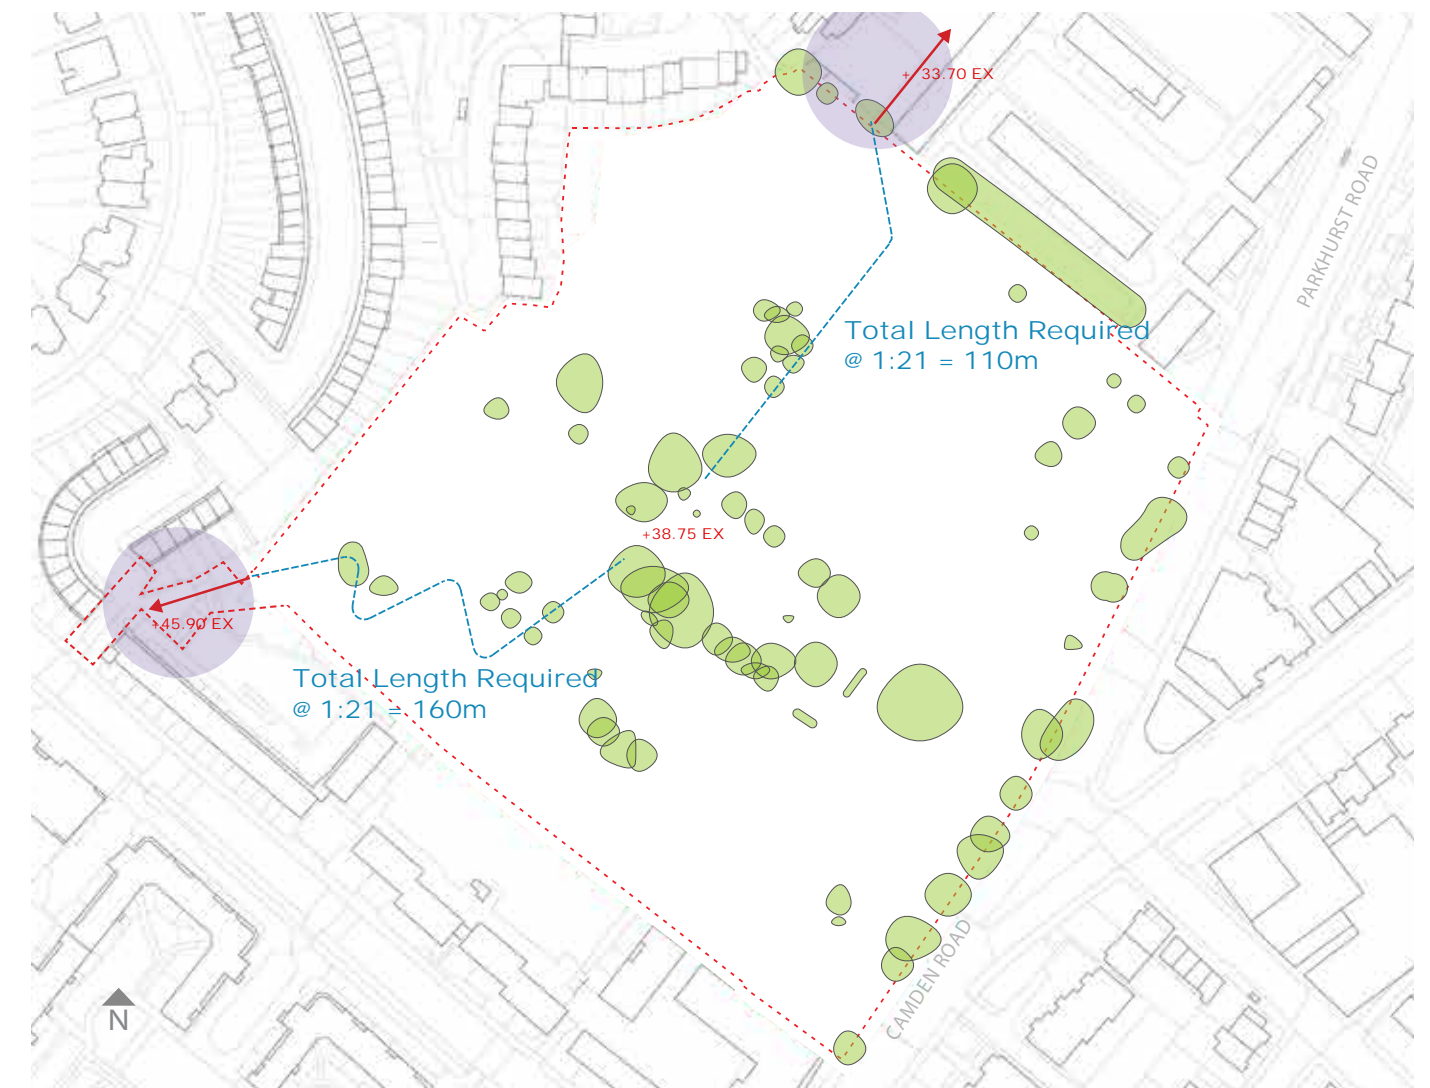 + 33.70 EX
PARKHURST ROAD
Total Length Required
@ 1:21 = 110m
+38.75 EX
+45.90 EX
Total Length Required
@ 1:21 = 160m
CAMDEN ROAD
N